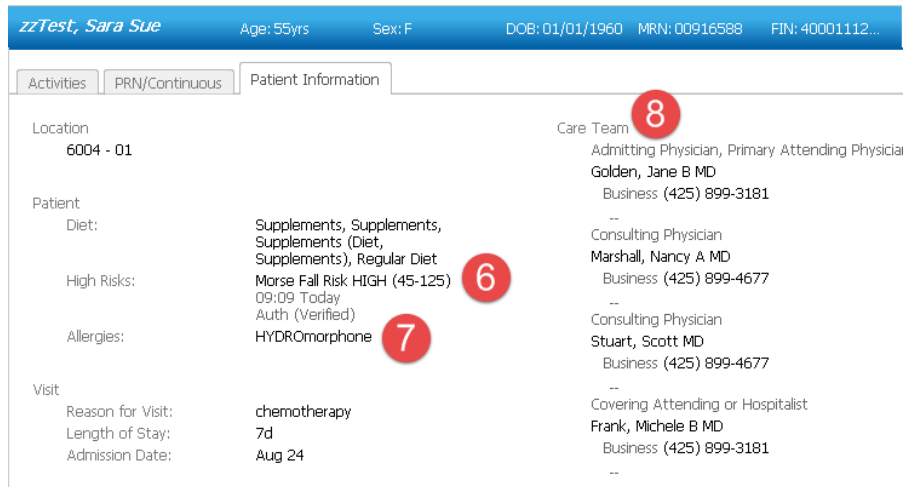 zzTest, Sara Sue Age: 55yrs Sex: F DOB: 01/01/1960 MRN: 00916588 FIN: 40001112...
Activities PRN/Continuous Patient Information
Location
6004 - 01
Patient
Diet: Supplements, Supplements,
Supplements (Diet,
Supplements), Regular Diet
High Risks: Morse Fall Risk HIGH (45-125) 6
09:09 Today
Auth (Verified)
Allergies: HYDROmorphone 7
Visit
Reason for Visit: chemotherapy
Length of Stay: 7d
Admission Date: Aug 24
Care Team 8
Admitting Physician, Primary Attending Physicia
Golden, Jane B MD
Business (425) 899-3181
--
Consulting Physician
Marshall, Nancy A MD
Business (425) 899-4677
--
Consulting Physician
Stuart, Scott MD
Business (425) 899-4677
--
Covering Attending or Hospitalist
Frank, Michele B MD
Business (425) 899-3181
--